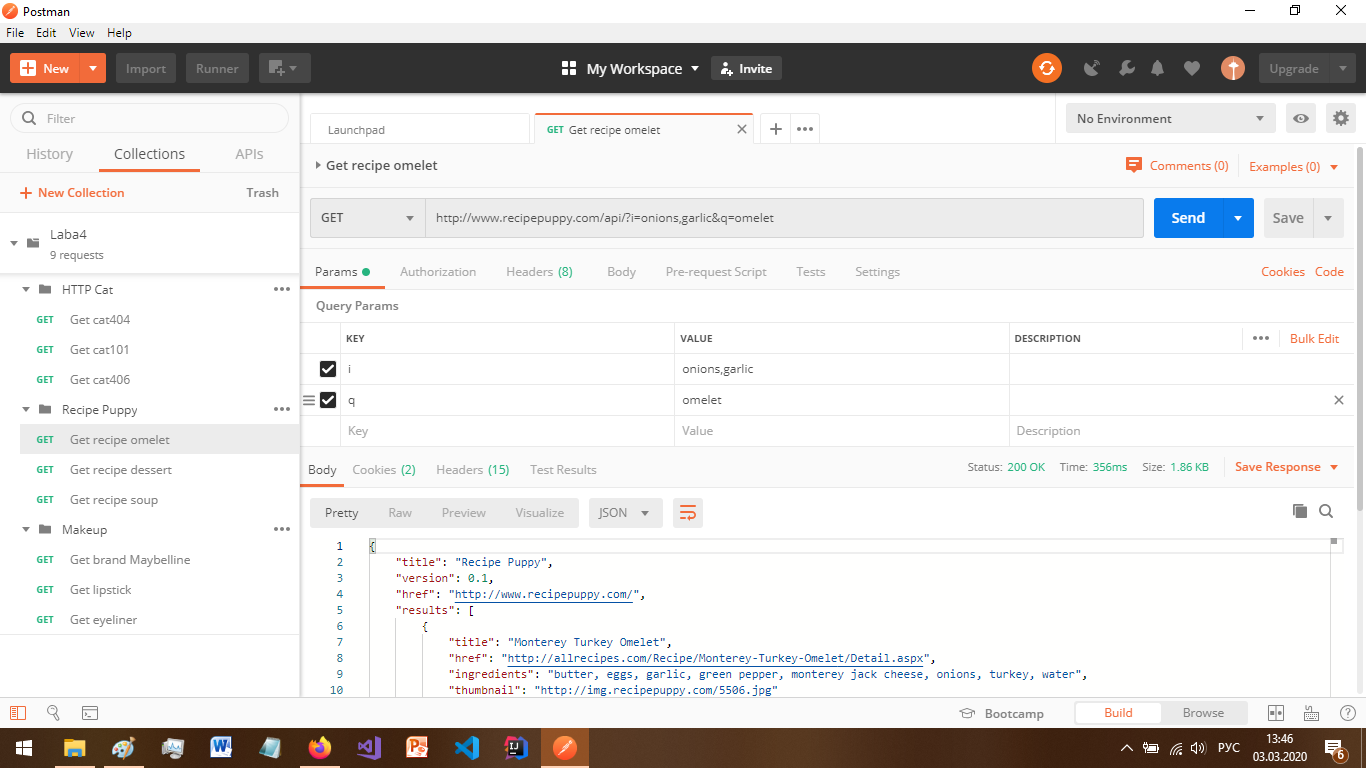 Postman
File Edit View Help
New Import Runner My Workspace Invite Upgrade
Filter
History Collections APIs
New Collection Trash
Laba4
9 requests
HTTP Cat
GET Get cat404
GET Get cat101
GET Get cat406
Recipe Puppy
GET Get recipe omelet
GET Get recipe dessert
GET Get recipe soup
Makeup
GET Get brand Maybelline
GET Get lipstick
GET Get eyeliner
Launchpad GET Get recipe omelet No Environment
Get recipe omelet Comments (0) Examples (0)
GET http://www.recipepuppy.com/api/?i=onions,garlic&q=omelet Send Save
Params Authorization Headers (8) Body Pre-request Script Tests Settings Cookies Code
Query Params
KEY VALUE DESCRIPTION Bulk Edit
i onions,garlic
q omelet
Key Value Description
Body Cookies (2) Headers (15) Test Results Status: 200 OK Time: 356ms Size: 1.86 KB Save Response
Pretty Raw Preview Visualize JSON
1 {
2 "title": "Recipe Puppy",
3 "version": 0.1,
4 "href": "http://www.recipepuppy.com/",
5 "results": [
6 {
7 "title": "Monterey Turkey Omelet",
8 "href": "http://allrecipes.com/Recipe/Monterey-Turkey-Omelet/Detail.aspx",
9 "ingredients": "butter, eggs, garlic, green pepper, monterey jack cheese, onions, turkey, water",
10 "thumbnail": "http://img.recipepuppy.com/5506.jpg"
Bootcamp Build Browse
РУС 13:46
03.03.2020 6